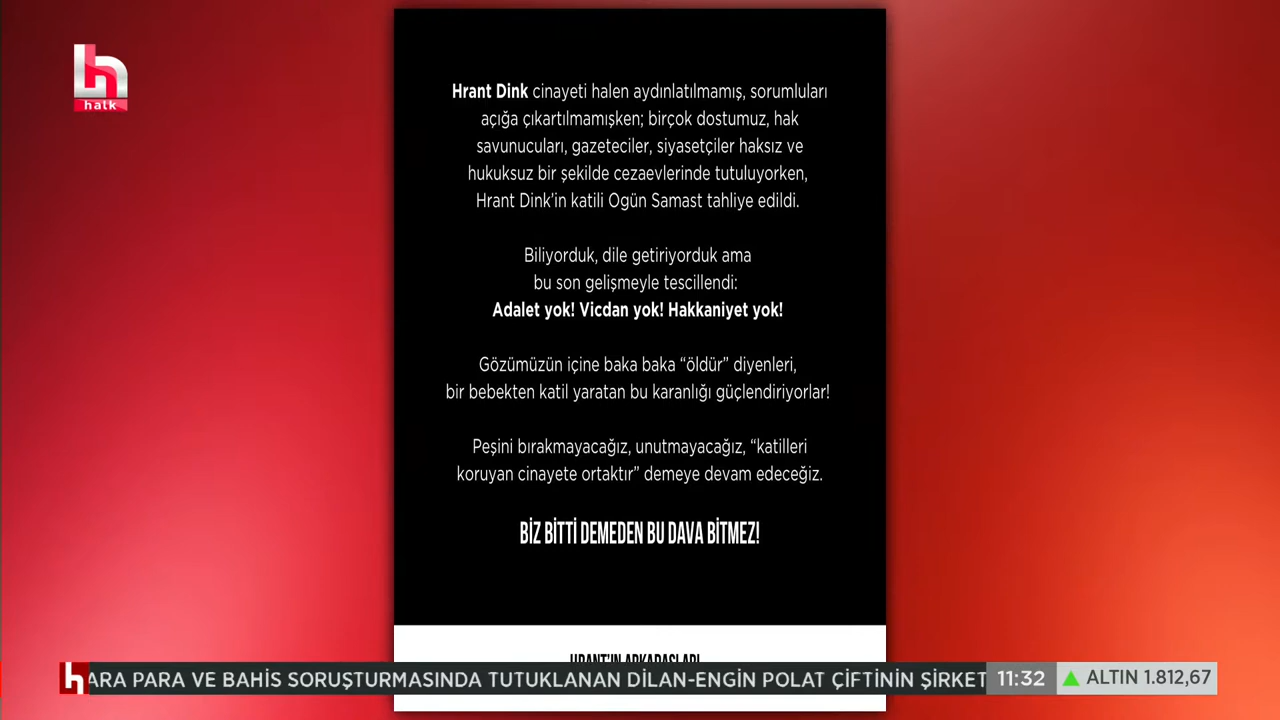 halk
Hrant Dink cinayeti halen aydınlatılmamış, sorumluları
açığa çıkartılmamışken; birçok dostumuz, hak
savunucuları, gazeteciler, siyasetçiler haksız ve
hukuksuz bir şekilde cezaevlerinde tutuluyorken,
Hrant Dink’in katili Ogün Samast tahliye edildi.
Biliyorduk, dile getiriyorduk ama
bu son gelişmeyle tescillendi:
Adalet yok! Vicdan yok! Hakkaniyet yok!
Gözümüzün içine baka baka “öldür” diyenleri,
bir bebekten katil yaratan bu karanlığı güçlendiriyorlar!
Peşini bırakmayacağız, unutmayacağız, “katilleri
koruyan cinayete ortaktır” demeye devam edeceğiz.
BİZ BİTTİ DEMEDEN BU DAVA BİTMEZ!
HRANT'IN ARKADAŞLARI
ARA PARA VE BAHİS SORUŞTURMASINDA TUTUKLANAN DİLAN-ENGİN POLAT ÇİFTİNİN ŞİRKET 11:32 ▲ ALTIN 1.812,67